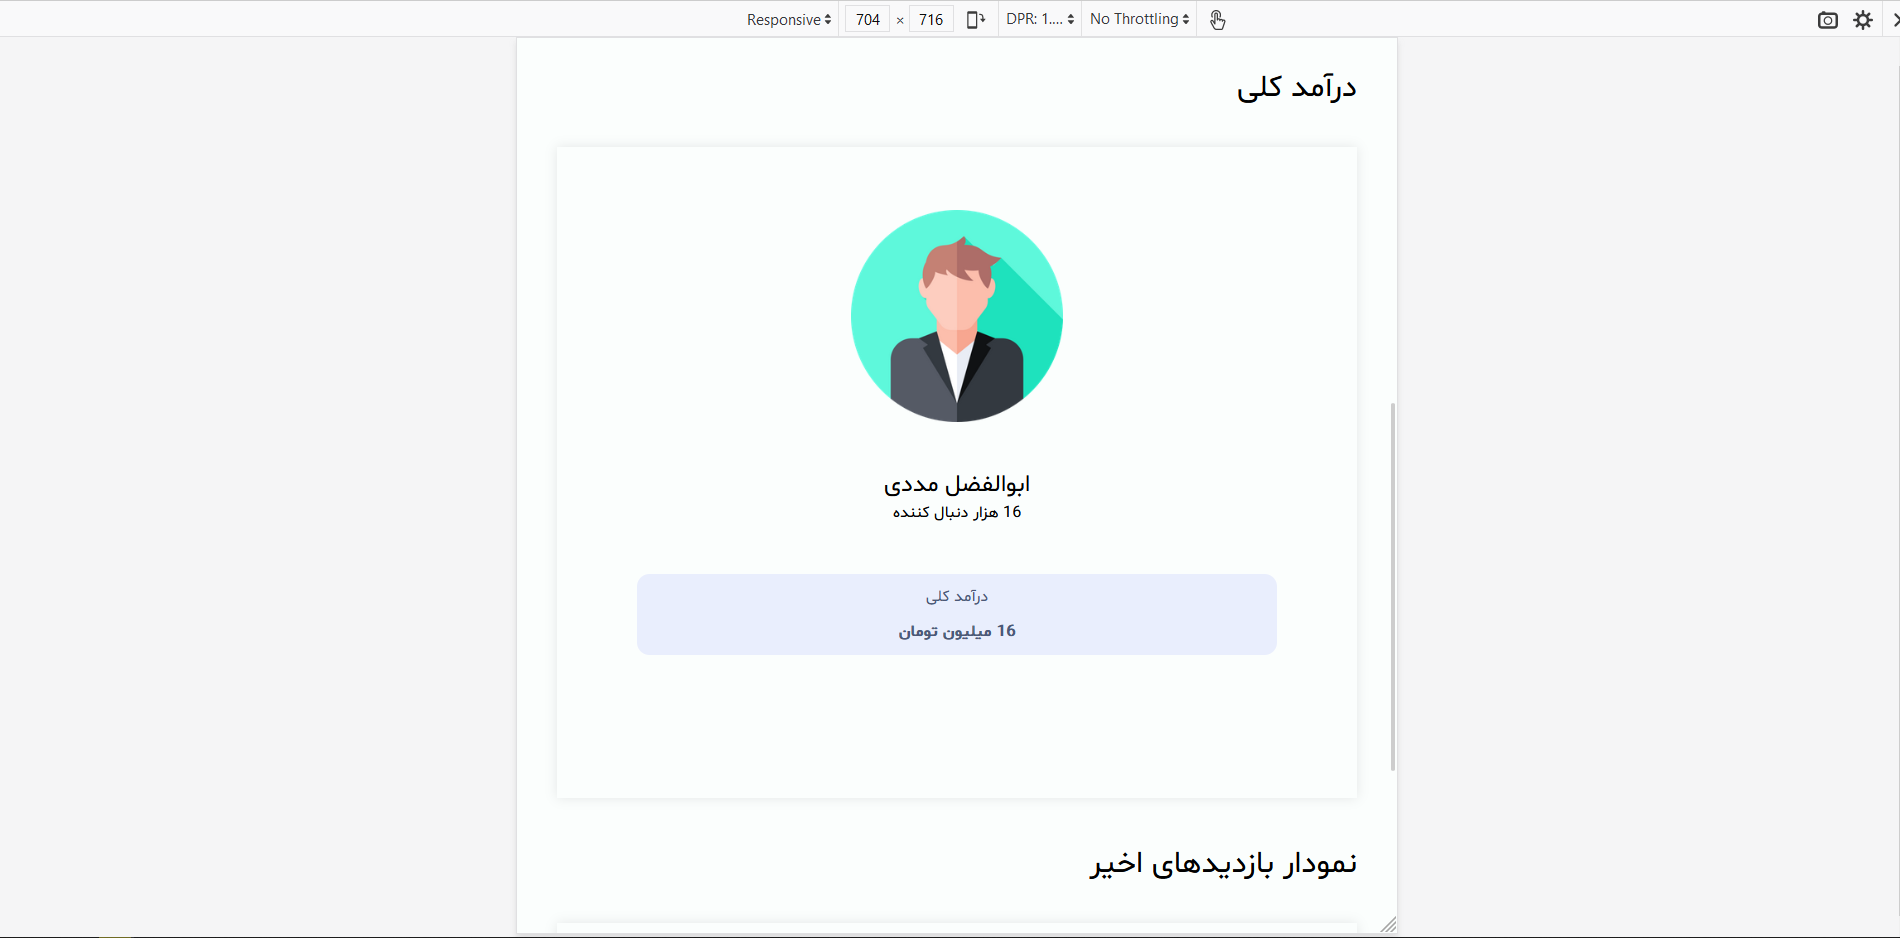 Responsive 704 × 716 DPR: 1.... No Throttling
درآمد کلی
ابوالفضل مددی
16 هزار دنبال کننده
درآمد کلی
16 میلیون تومان
نمودار بازدیدهای اخیر